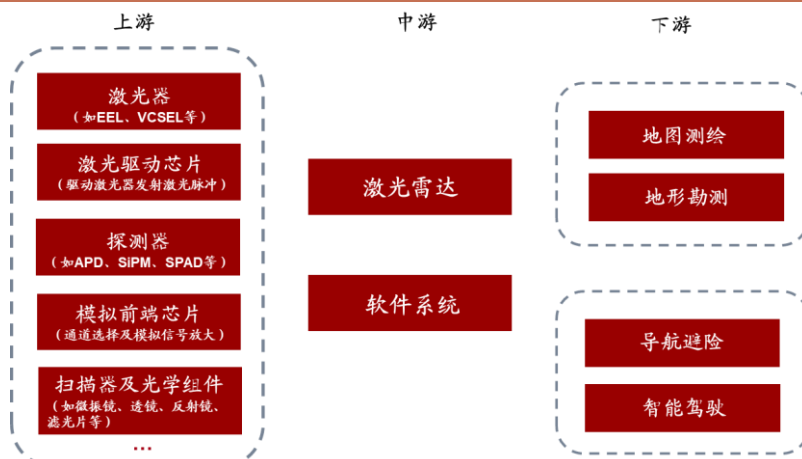 上游
中游
下游
激光器
（如EEL、VCSEL等）
激光驱动芯片
（驱动激光器发射激光脉冲）
探测器
（如APD、SiPM、SPAD等）
模拟前端芯片
（通道选择及模拟信号放大）
扫描器及光学组件
（如微振镜、透镜、反射镜、
滤光片等）
...
激光雷达
软件系统
地图测绘
地形勘测
导航避险
智能驾驶